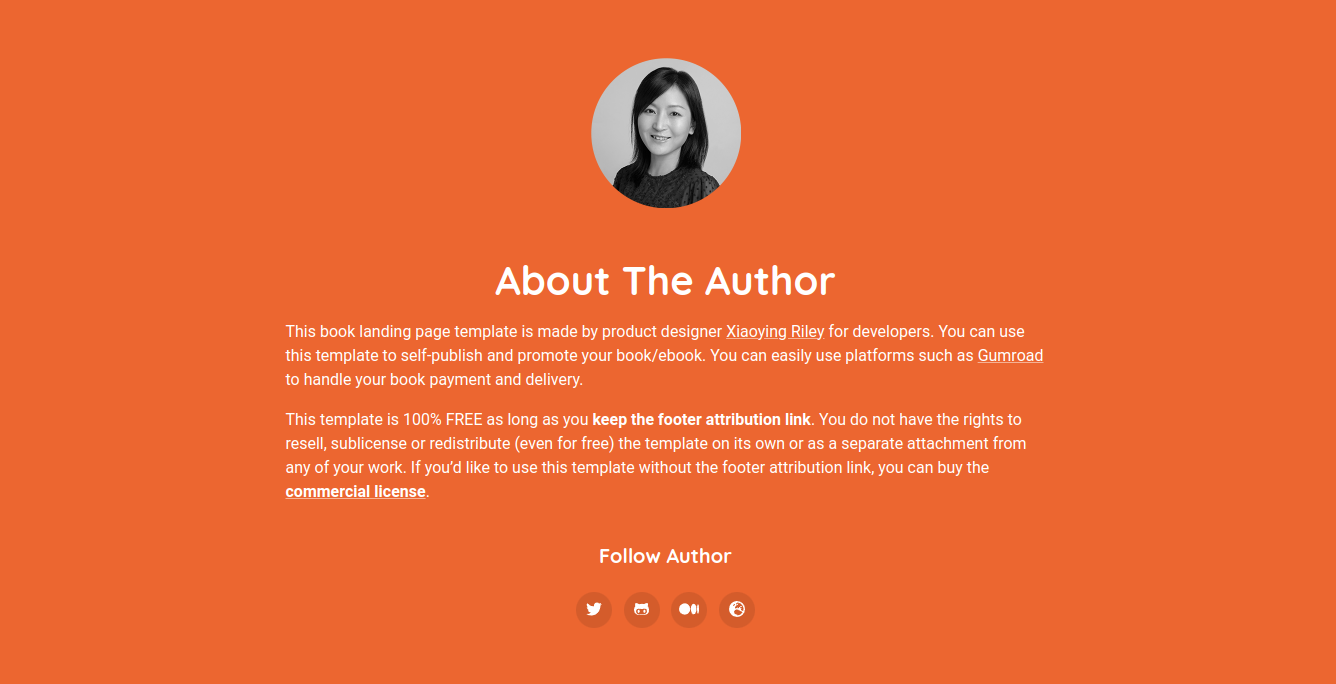 About The Author
This book landing page template is made by product designer Xiaoying Riley for developers. You can use
this template to self-publish and promote your book/ebook. You can easily use platforms such as Gumroad
to handle your book payment and delivery.
This template is 100% FREE as long as you keep the footer attribution link. You do not have the rights to
resell, sublicense or redistribute (even for free) the template on its own or as a separate attachment from
any of your work. If you’d like to use this template without the footer attribution link, you can buy the
commercial license.
Follow Author